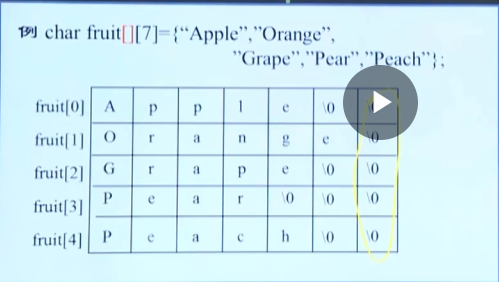 例 char fruit[][7]={“Apple”,”Orange”,
”Grape”,”Pear”,”Peach”};
fruit[0] A p p l e \0
fruit[1] O r a n g e \0
fruit[2] G r a p e \0 \0
fruit[3] P e a r \0 \0 \0
fruit[4] P e a c h \0 \0